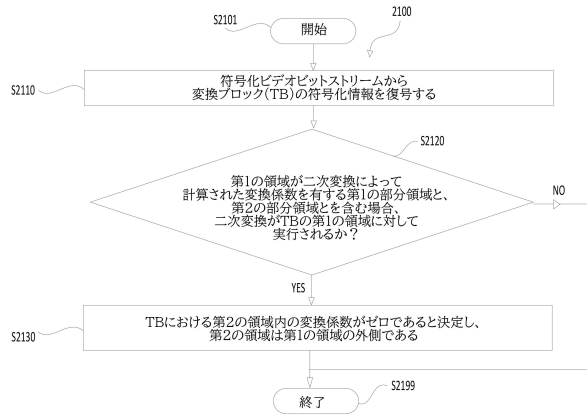 S2101
開始
2100
S2110
符号化ビデオビットストリームから
変換ブロック(TB)の符号化情報を復号する
S2120
第1の領域が二次変換によって
計算された変換係数を有する第1の部分領域と、
第2の部分領域とを含む場合、
二次変換がTBの第1の領域に対して
実行されるか?
NO
YES
S2130
TBにおける第2の領域内の変換係数がゼロであると決定し、
第2の領域は第1の領域の外側である
終了
S2199